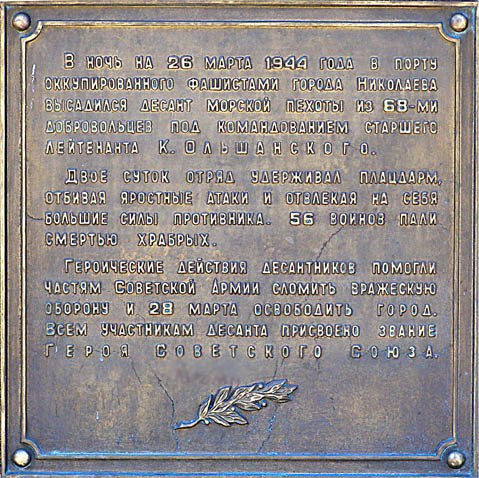 В НОЧЬ НА 26 МАРТА 1944 ГОДА В ПОРТУ
ОККУПИРОВАННОГО ФАШИСТАМИ ГОРОДА НИКОЛАЕВА
ВЫСАДИЛСЯ ДЕСАНТ МОРСКОЙ ПЕХОТЫ ИЗ 68-МИ
ДОБРОВОЛЬЦЕВ ПОД КОМАНДОВАНИЕМ СТАРШЕГО
ЛЕЙТЕНАНТА К. ОЛЬШАНСКОГО.
ДВОЕ СУТОК ОТРЯД УДЕРЖИВАЛ ПЛАЦДАРМ,
ОТБИВАЯ ЯРОСТНЫЕ АТАКИ И ОТВЛЕКАЯ НА СЕБЯ
БОЛЬШИЕ СИЛЫ ПРОТИВНИКА. 56 ВОИНОВ ПАЛИ
СМЕРТЬЮ ХРАБРЫХ.
ГЕРОИЧЕСКИЕ ДЕЙСТВИЯ ДЕСАНТНИКОВ ПОМОГЛИ
ЧАСТЯМ СОВЕТСКОЙ АРМИИ СЛОМИТЬ ВРАЖЕСКУЮ
ОБОРОНУ И 28 МАРТА ОСВОБОДИТЬ ГОРОД.
ВСЕМ УЧАСТНИКАМ ДЕСАНТА ПРИСВОЕНО ЗВАНИЕ
ГЕРОЯ СОВЕТСКОГО СОЮЗА.